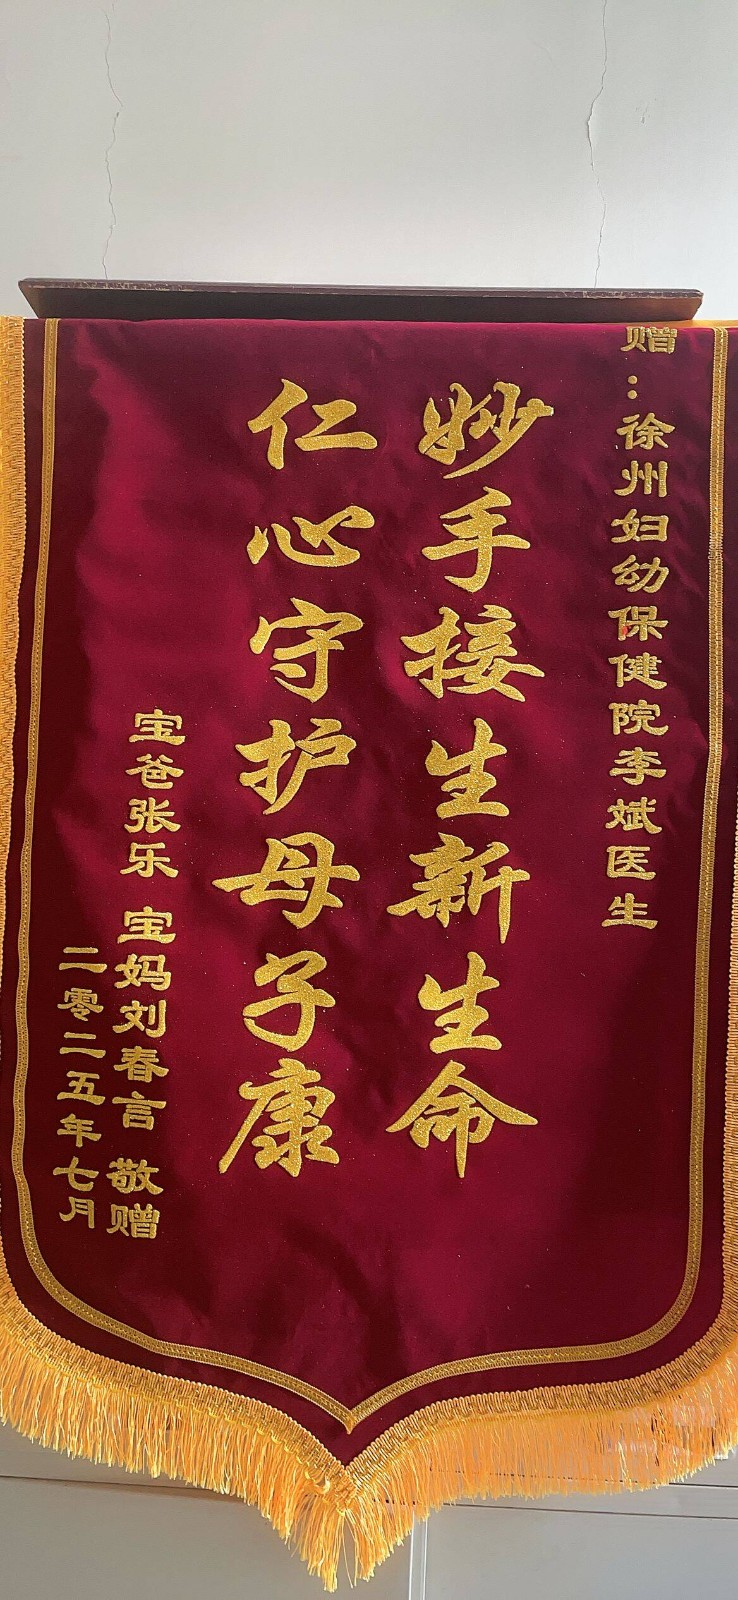 赠：徐州妇幼保健院李斌医生
妙手接生新生命
仁心守护母子康
宝爸张乐 宝妈刘春言 敬赠
二零二五年七月